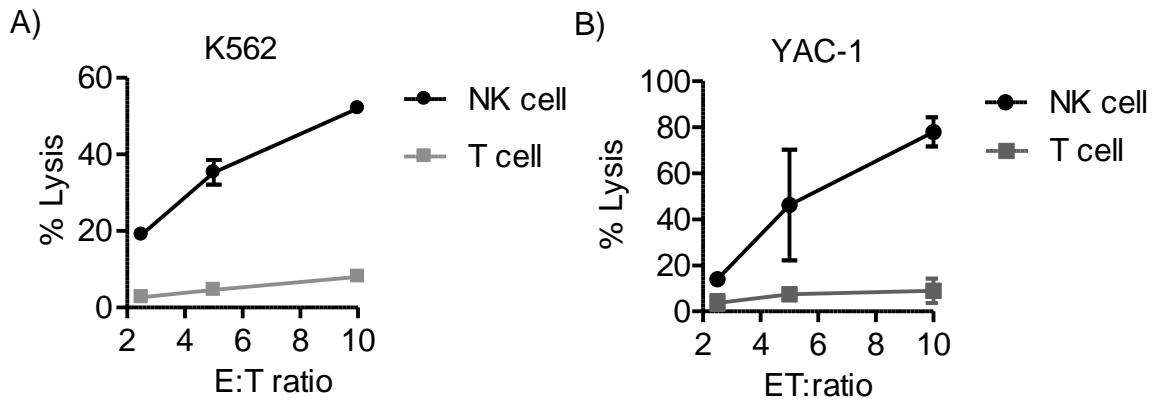 A)
K562
% Lysis
60
40
20
0
2 4 6 8 10
E:T ratio
NK cell
T cell
B)
YAC-1
% Lysis
100
80
60
40
20
0
2 4 6 8 10
ET:ratio
NK cell
T cell